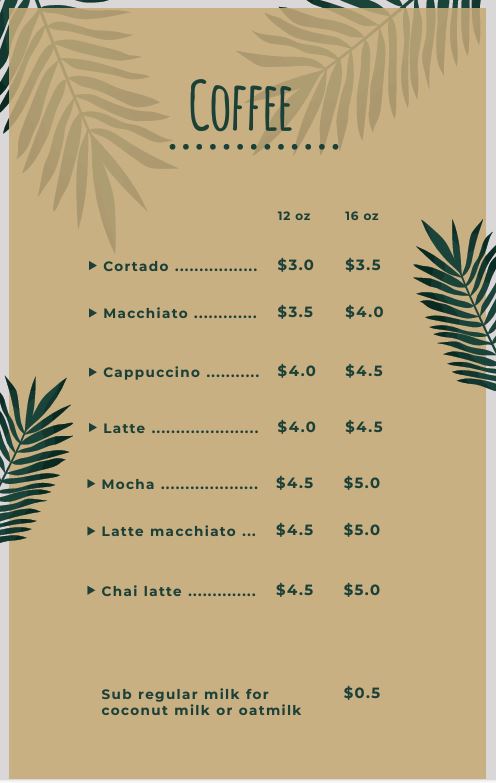 Coffee
12 oz 16 oz
Cortado ................. $3.0 $3.5
Macchiato ............. $3.5 $4.0
Cappuccino ........... $4.0 $4.5
Latte ....................... $4.0 $4.5
Mocha ..................... $4.5 $5.0
Latte macchiato ... $4.5 $5.0
Chai latte .............. $4.5 $5.0
Sub regular milk for $0.5
coconut milk or oatmilk